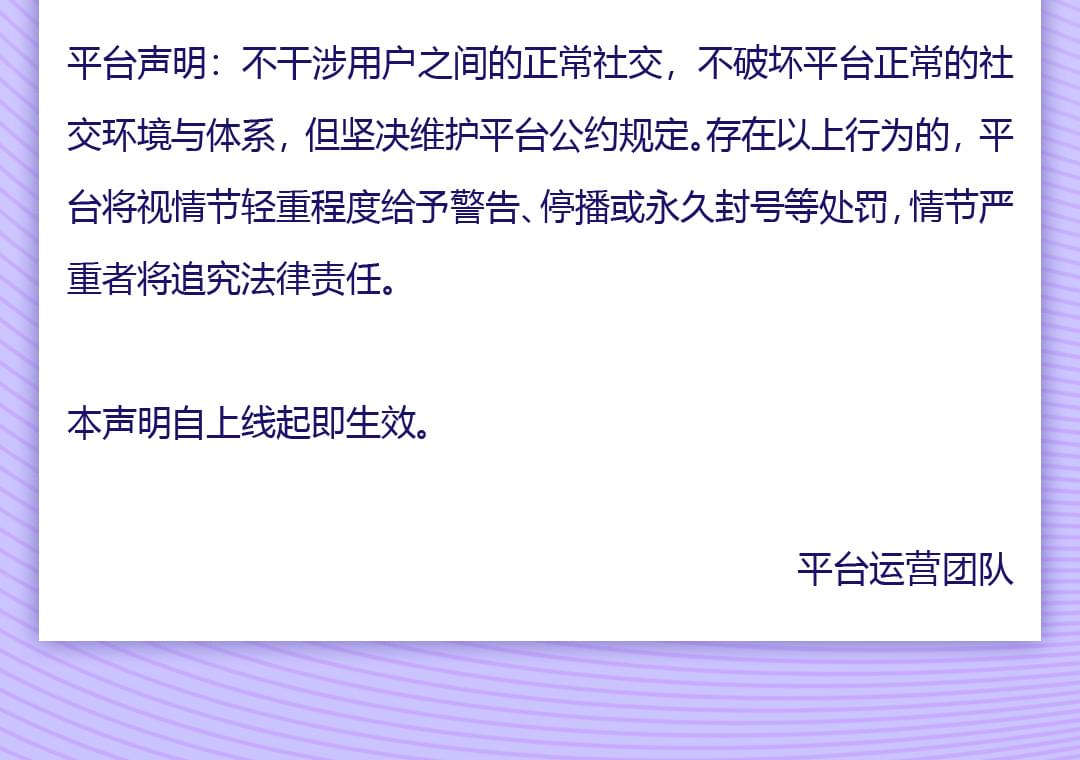 平台声明：不干涉用户之间的正常社交，不破坏平台正常的社
交环境与体系，但坚决维护平台公约规定。存在以上行为的，平
台将视情节轻重程度给予警告、停播或永久封号等处罚，情节严
重者将追究法律责任。
本声明自上线起即生效。
平台运营团队